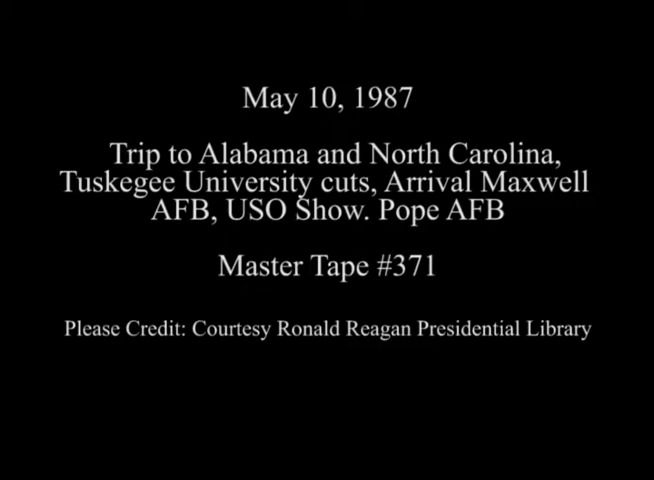 May 10, 1987
Trip to Alabama and North Carolina,
Tuskegee University cuts, Arrival Maxwell
AFB, USO Show. Pope AFB
Master Tape #371
Please Credit: Courtesy Ronald Reagan Presidential Library